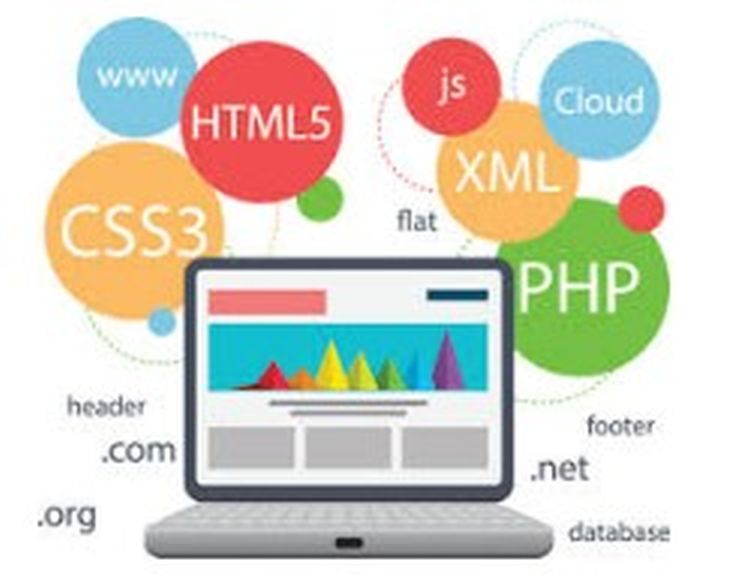 www
HTML5
js
Cloud
XML
CSS3
flat
PHP
header
footer
.com
.net
.org
database